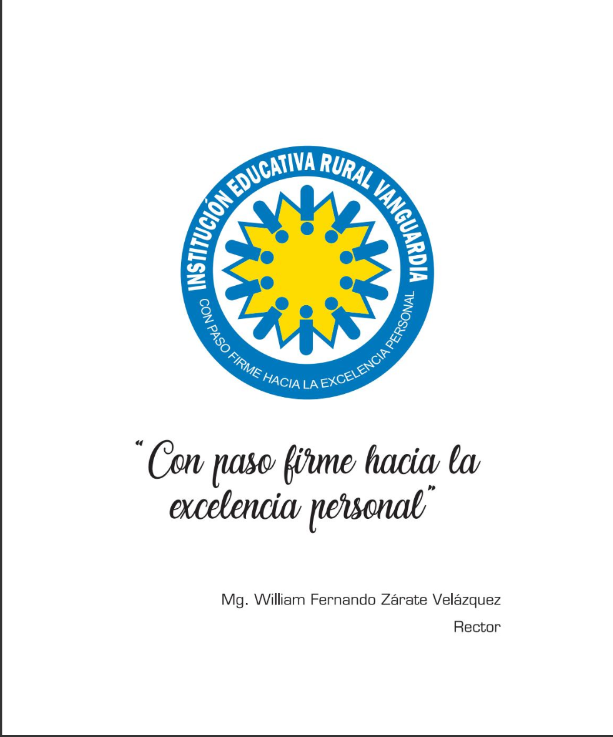 INSTITUCIÓN EDUCATIVA RURAL VANGUARDIA
CON PASO FIRME HACIA LA EXCELENCIA PERSONAL
“Con paso firme hacia la
excelencia personal”
Mg. William Fernando Zárate Velázquez
Rector